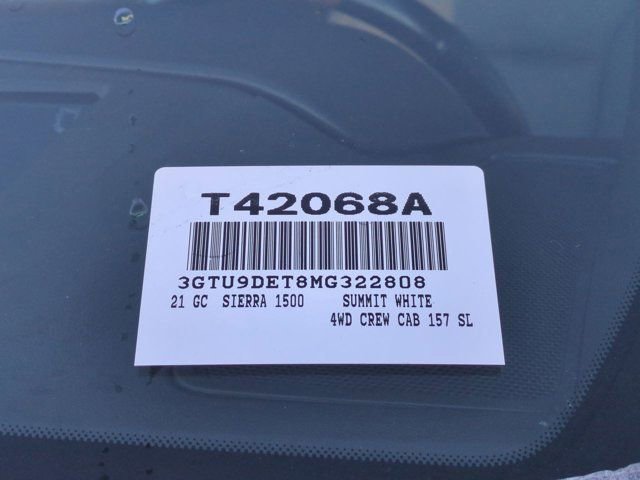 T42068A
3GTU9DET8MG322808
21 GC SIERRA 1500 SUMMIT WHITE
4WD CREW CAB 157 SL